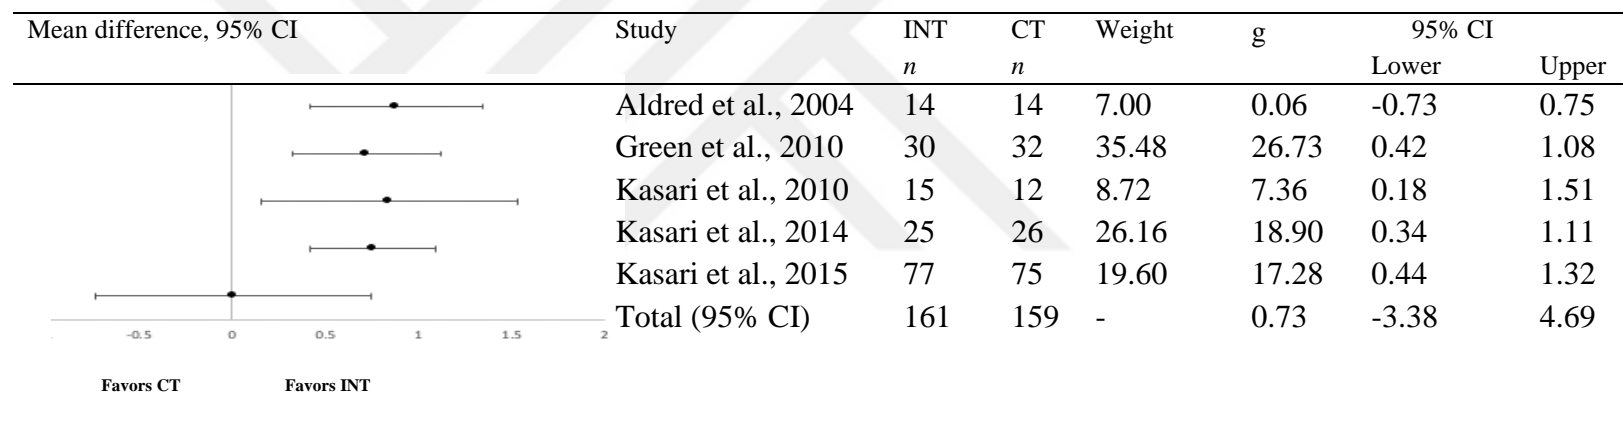 Mean difference, 95% CI Study INT CT Weight g 95% CI
n n Lower Upper
Aldred et al., 2004 14 14 7.00 0.06 -0.73 0.75
Green et al., 2010 30 32 35.48 26.73 0.42 1.08
Kasari et al., 2010 15 12 8.72 7.36 0.18 1.51
Kasari et al., 2014 25 26 26.16 18.90 0.34 1.11
Kasari et al., 2015 77 75 19.60 17.28 0.44 1.32
Total (95% CI) 161 159 - 0.73 -3.38 4.69
-0.5 0 0.5 1 1.5 2
Favors CT Favors INT